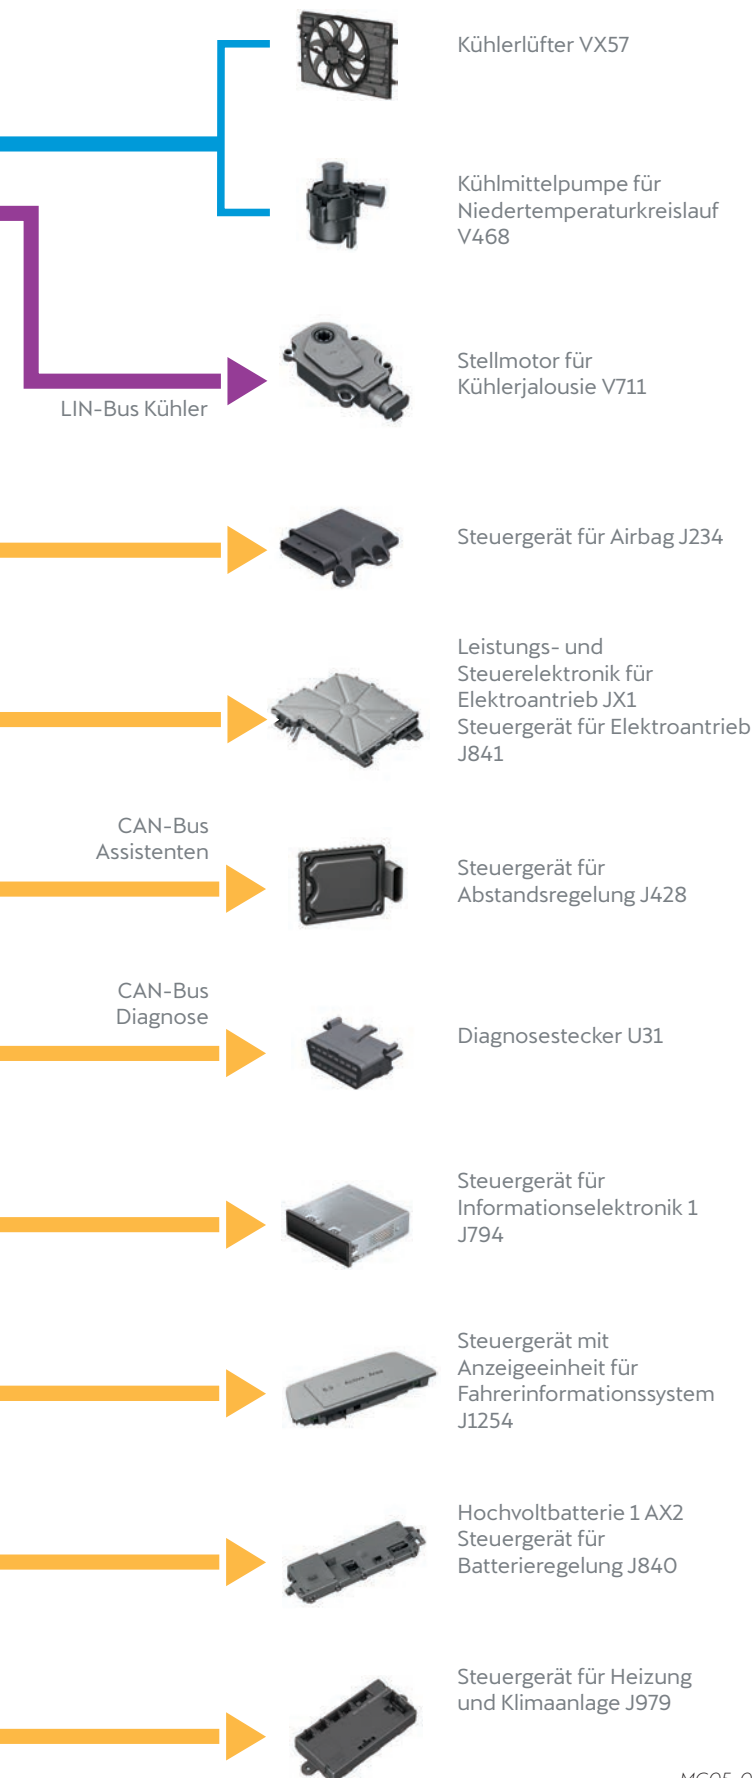 Kühlerlüfter VX57
Kühlmittelpumpe für
Niedertemperaturkreislauf
V468
Stellmotor für
Kühlerjalousie V711
LIN-Bus Kühler
Steuergerät für Airbag J234
Leistungs- und
Steuerelektronik für
Elektroantrieb JX1
Steuergerät für Elektroantrieb
J841
CAN-Bus
Assistenten
Steuergerät für
Abstandsregelung J428
CAN-Bus
Diagnose
Diagnosestecker U31
Steuergerät für
Informationselektronik 1
J794
Steuergerät mit
Anzeigeeinheit für
Fahrerinformationssystem
J1254
Hochvoltbatterie 1 AX2
Steuergerät für
Batterieregelung J840
Steuergerät für Heizung
und Klimaanlage J979